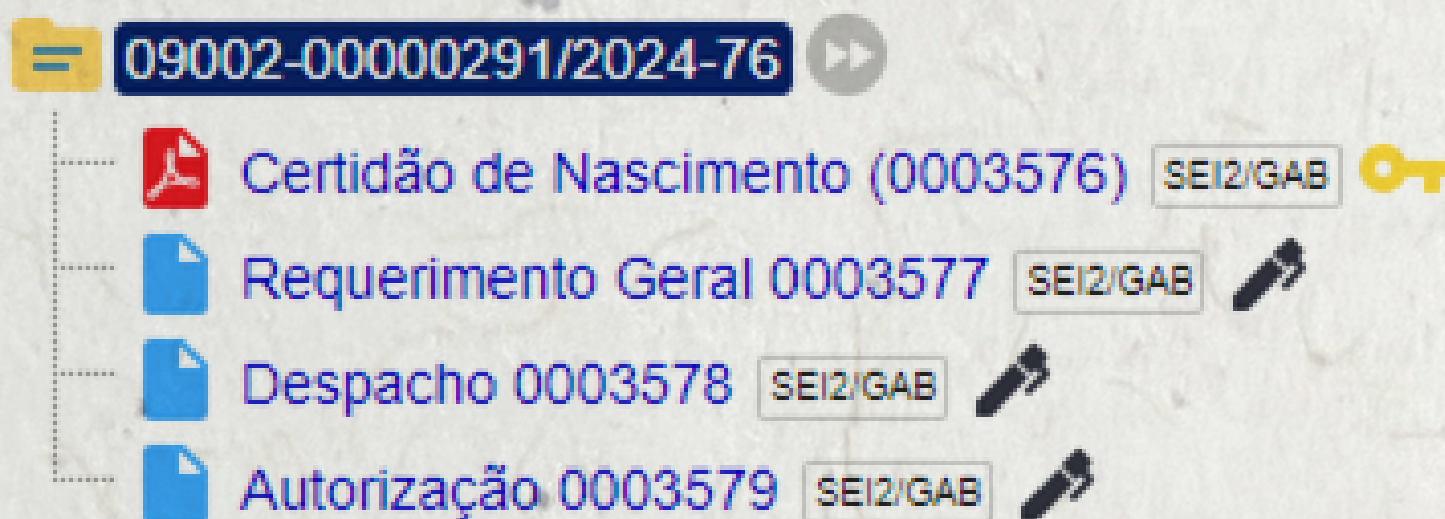 09002-00000291/2024-76
Certidão de Nascimento (0003576) SEI2/GAB
Requerimento Geral 0003577 SEI2/GAB
Despacho 0003578 SEI2/GAB
Autorização 0003579 SEI2/GAB